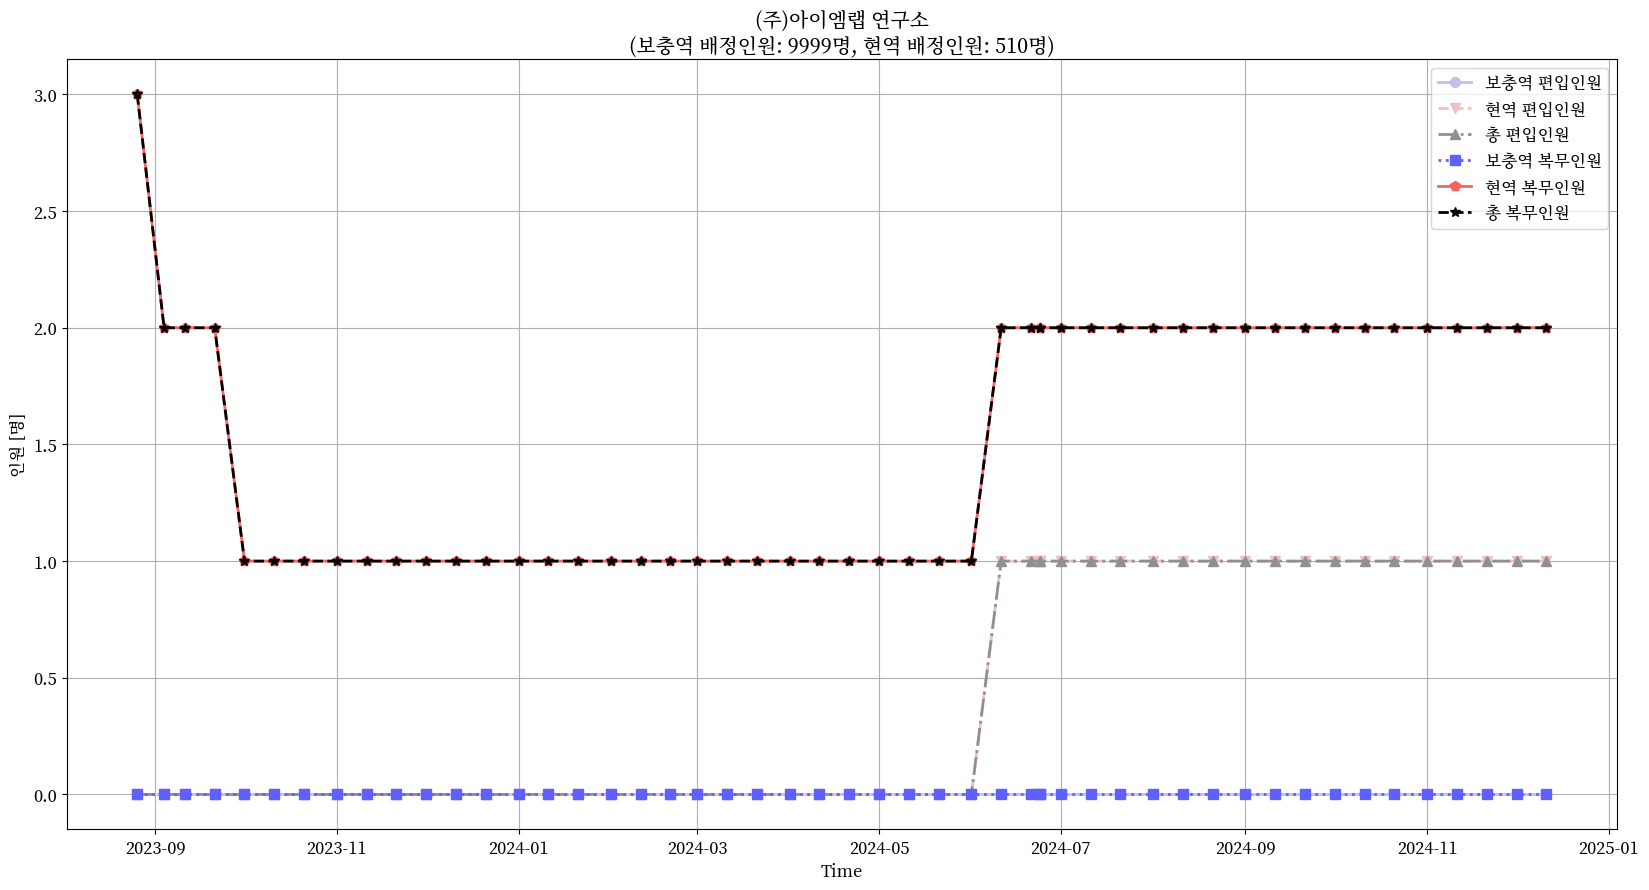 (주)아이엠랩 연구소
(보충역 배정인원: 9999명, 현역 배정인원: 510명)
보충역 편입인원
현역 편입인원
총 편입인원
보충역 복무인원
현역 복무인원
총 복무인원
3.0
2.5
2.0
1.5
1.0
0.5
0.0
인원 [명]
2023-09
2023-11
2024-01
2024-03
2024-05
2024-07
2024-09
2024-11
2025-01
Time